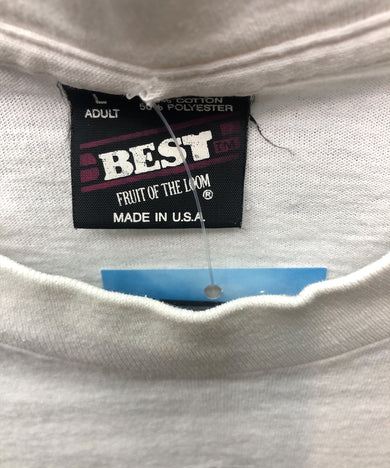 L
ADULT
COTTON
50% POLYESTER
BEST
FRUIT OF THE LOOM
®
MADE IN U.S.A.